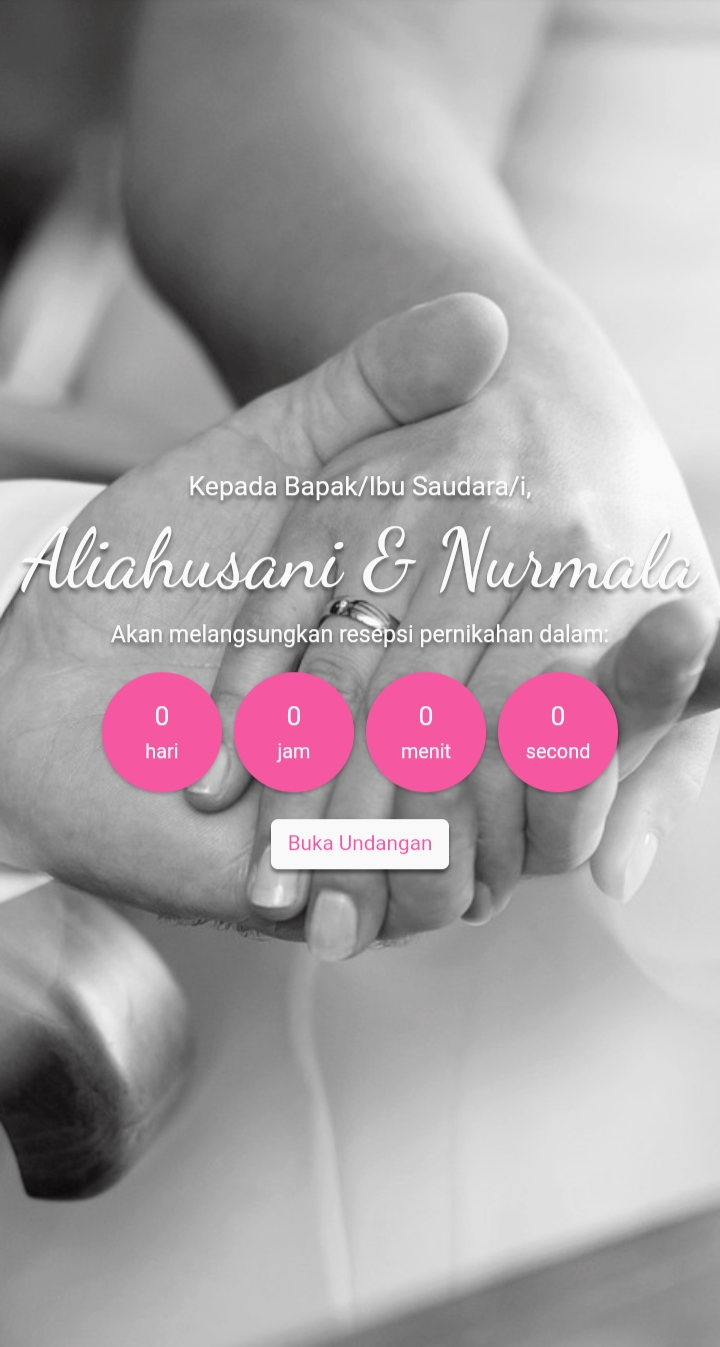 Kepada Bapak/Ibu Saudara/i,
Aliahusani & Nurmala
Akan melangsungkan resepsi pernikahan dalam:
0 0 0 0
hari jam menit second
Buka Undangan